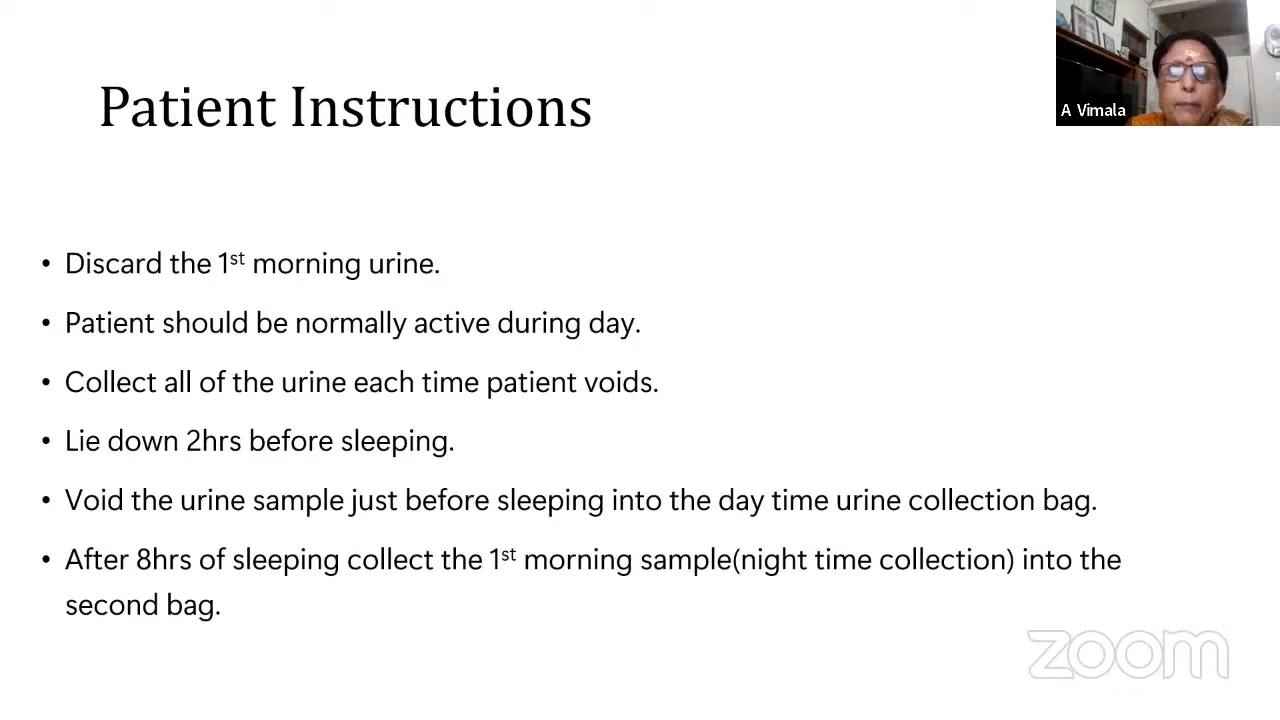 Patient Instructions
A Vimala
• Discard the 1st morning urine.
• Patient should be normally active during day.
• Collect all of the urine each time patient voids.
• Lie down 2hrs before sleeping.
• Void the urine sample just before sleeping into the day time urine collection bag.
• After 8hrs of sleeping collect the 1st morning sample(night time collection) into the
second bag.
zoom